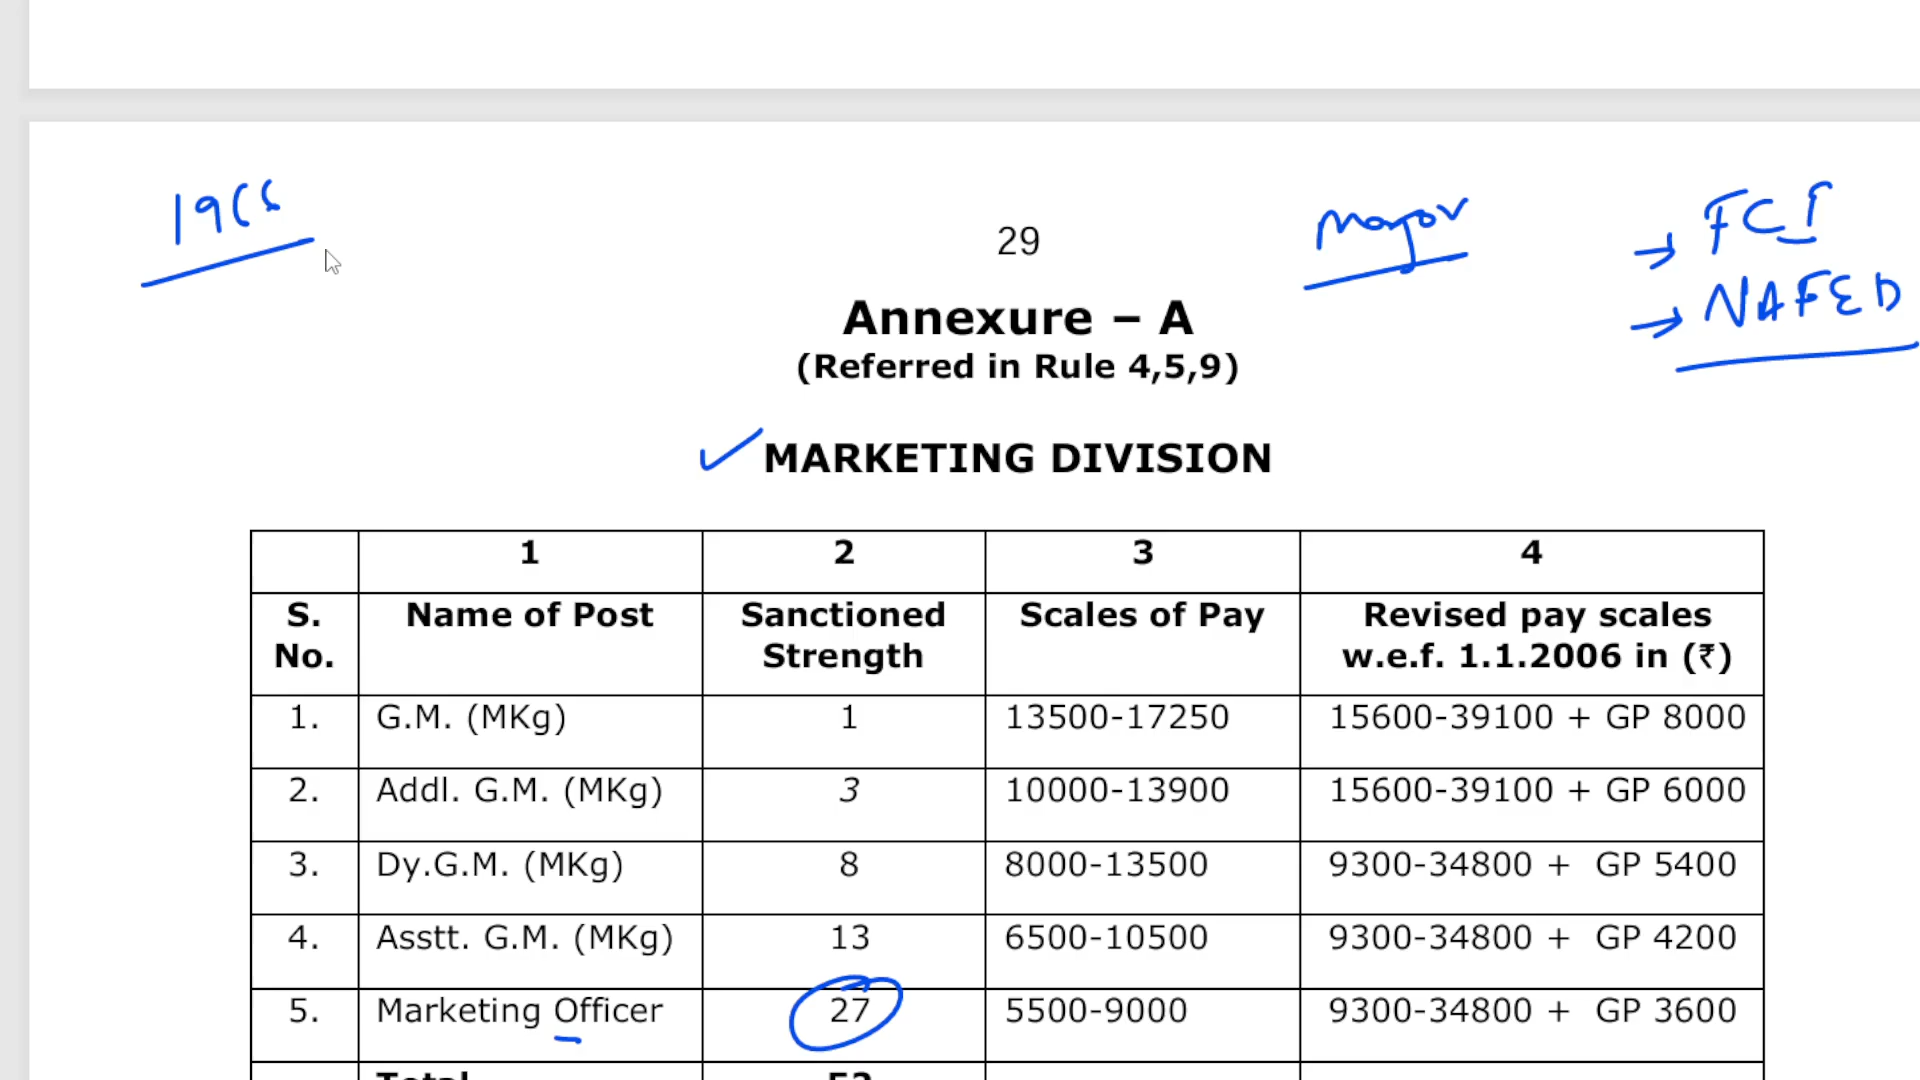 1966
29
mayor
→ FCI
→ NAFED
Annexure – A
(Referred in Rule 4,5,9)
MARKETING DIVISION
1 2 3 4
S. No. Name of Post Sanctioned Strength Scales of Pay Revised pay scales w.e.f. 1.1.2006 in (₹)
1. G.M. (MKg) 1 13500-17250 15600-39100 + GP 8000
2. Addl. G.M. (MKg) 3 10000-13900 15600-39100 + GP 6000
3. Dy.G.M. (MKg) 8 8000-13500 9300-34800 + GP 5400
4. Asstt. G.M. (MKg) 13 6500-10500 9300-34800 + GP 4200
5. Marketing Officer 27 5500-9000 9300-34800 + GP 3600
Total 52